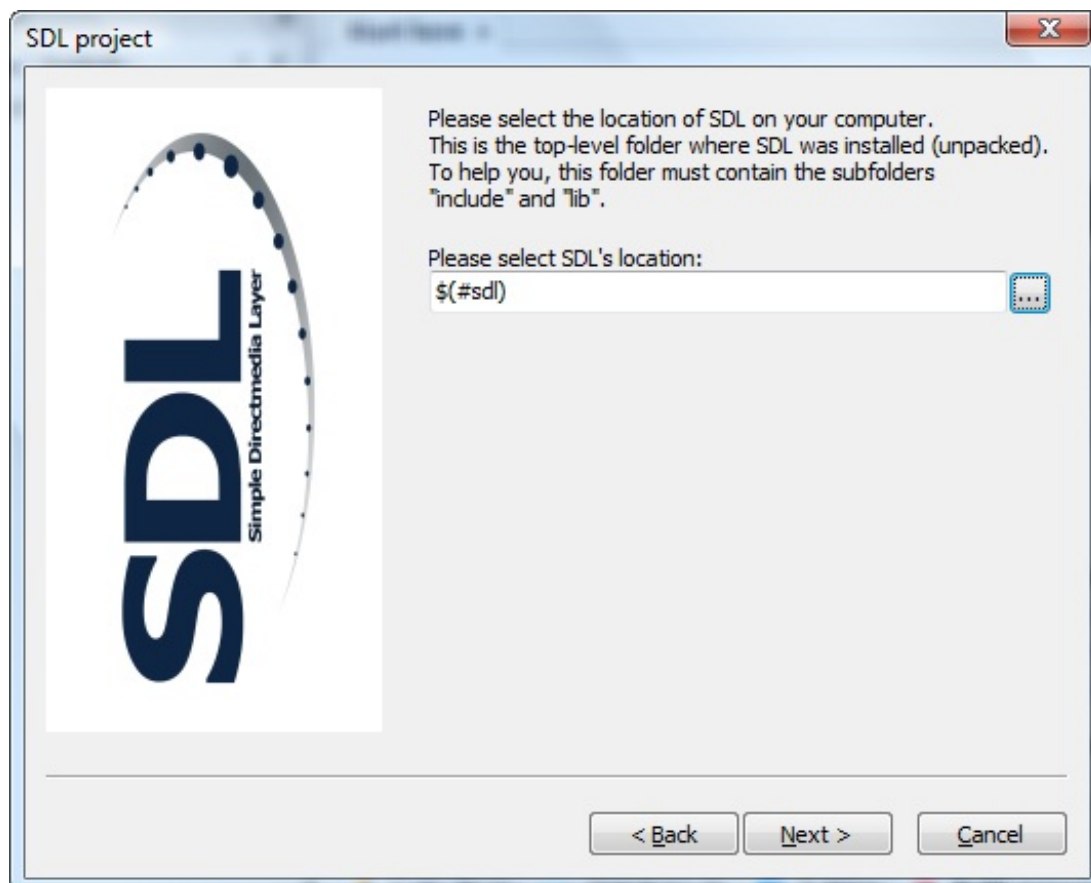 SDL project
Start here
X
SDL
Simple Directmedia Layer
Please select the location of SDL on your computer.
This is the top-level folder where SDL was installed (unpacked).
To help you, this folder must contain the subfolders
"include" and "lib".
Please select SDL's location:
$(#sdl)
...
< Back
Next >
Cancel